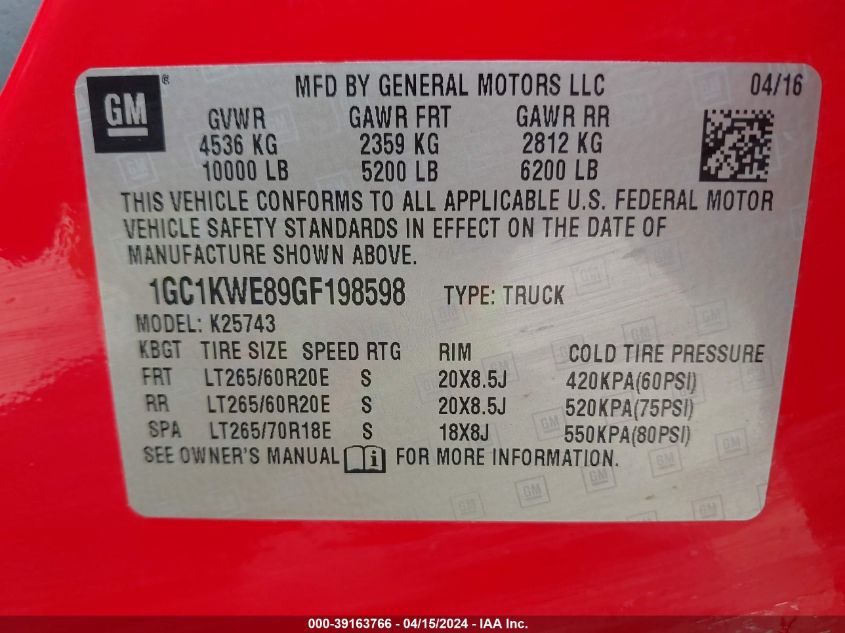 GM ® MFD BY GENERAL MOTORS LLC 04/16
GVWR GAWR FRT GAWR RR
4536 KG 2359 KG 2812 KG
10000 LB 5200 LB 6200 LB
THIS VEHICLE CONFORMS TO ALL APPLICABLE U.S. FEDERAL MOTOR
VEHICLE SAFETY STANDARDS IN EFFECT ON THE DATE OF
MANUFACTURE SHOWN ABOVE.
1GC1KWE89GF198598 TYPE: TRUCK
MODEL: K25743
KBGT TIRE SIZE SPEED RTG RIM COLD TIRE PRESSURE
FRT LT265/60R20E S 20X8.5J 420KPA(60PSI)
RR LT265/60R20E S 20X8.5J 520KPA(75PSI)
SPA LT265/70R18E S 18X8J 550KPA(80PSI)
SEE OWNER'S MANUAL i FOR MORE INFORMATION.
000-39163766 - 04/15/2024 - IAA Inc.